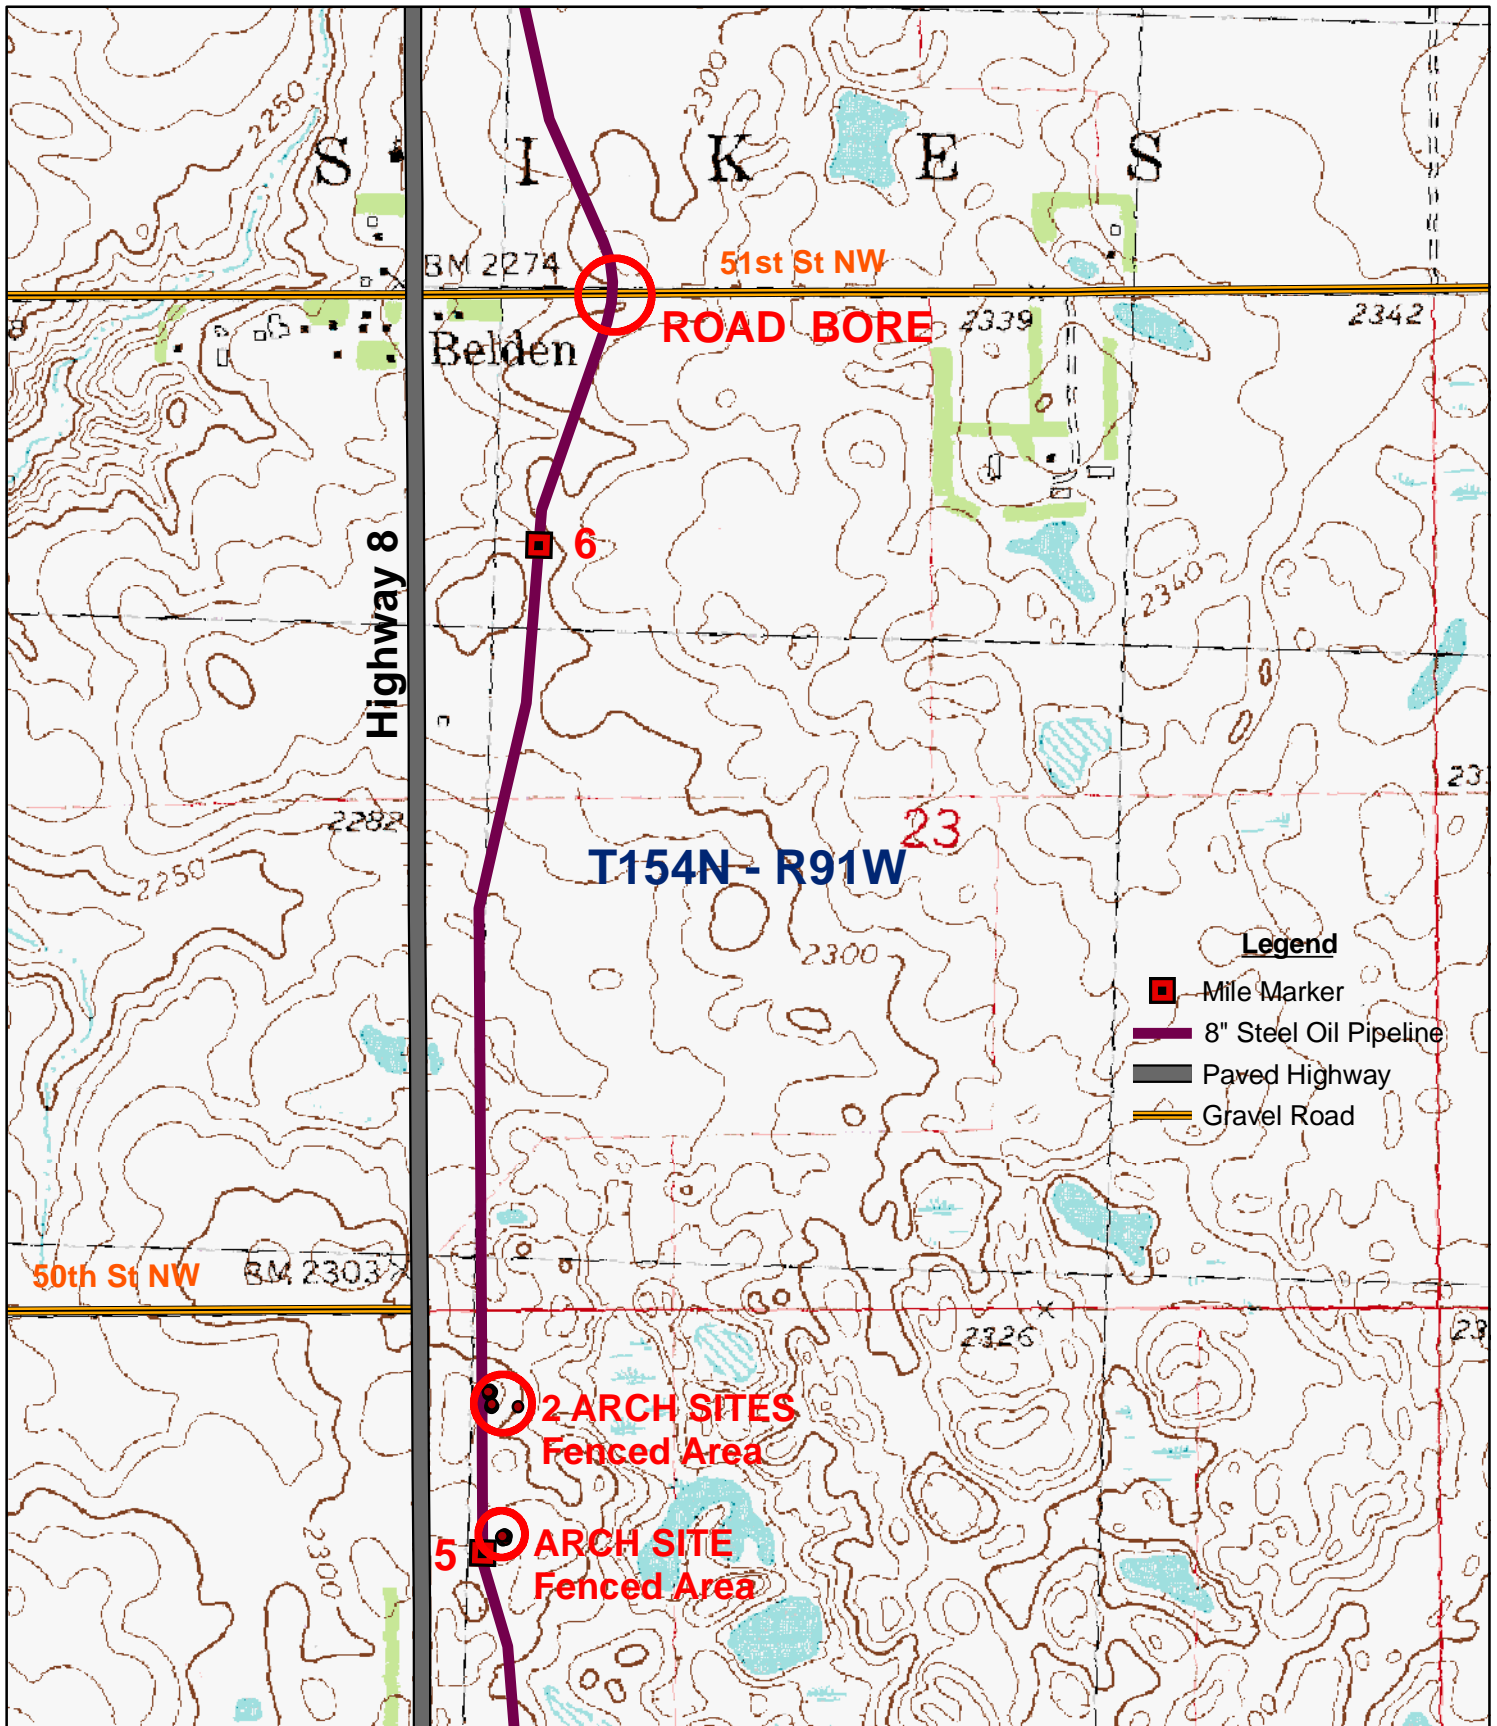 2250
2300
S I K E S
BM 2274
51st St NW
ROAD BORE
2339
2342
8
Belden
Highway 8
6
2340
2282
23
T154N - R91W
2250
2300
Legend
Mile Marker
8" Steel Oil Pipeline
Paved Highway
Gravel Road
50th St NW
BM 2303
2326
23
2 ARCH SITES
Fenced Area
2300
5
ARCH SITE
Fenced Area